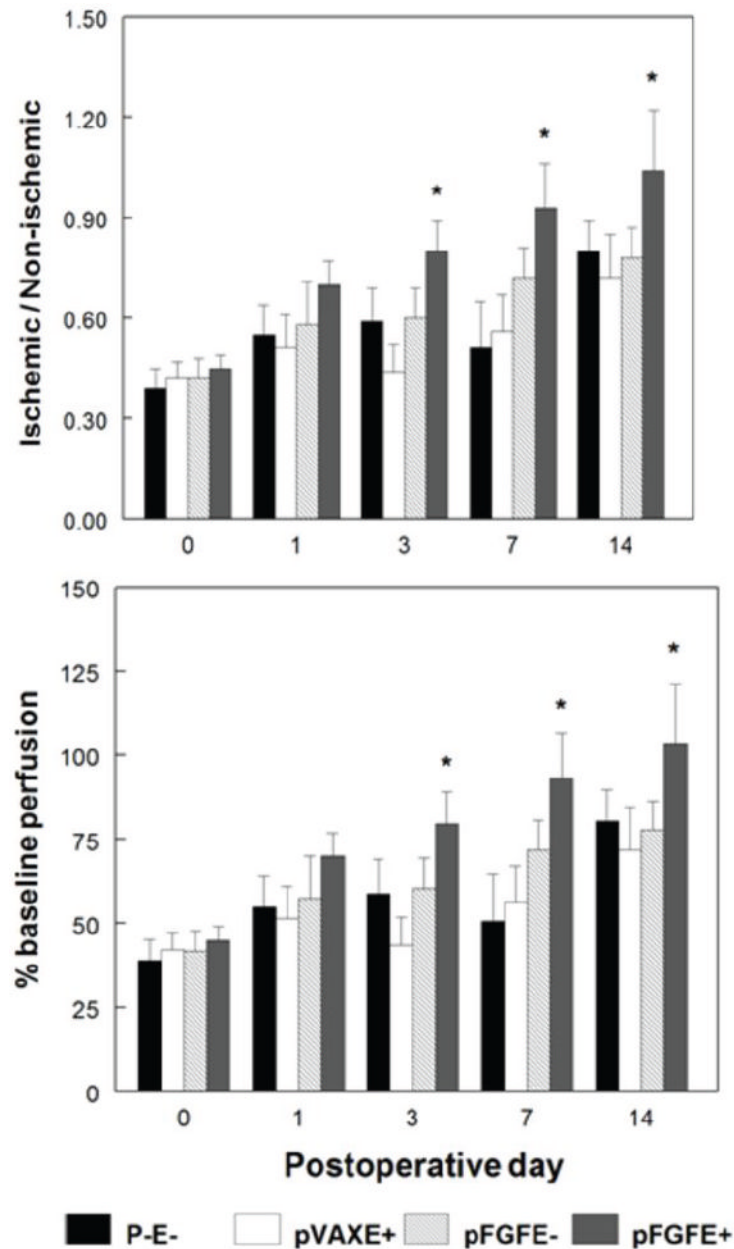 Ischemic / Non-ischemic
1.50
1.20
0.90
0.60
0.30
0.00
* * *
0 1 3 7 14
% baseline perfusion
150
125
100
75
50
25
0
* * *
0 1 3 7 14
Postoperative day
P-E- pVAXE+ pFGFE- pFGFE+